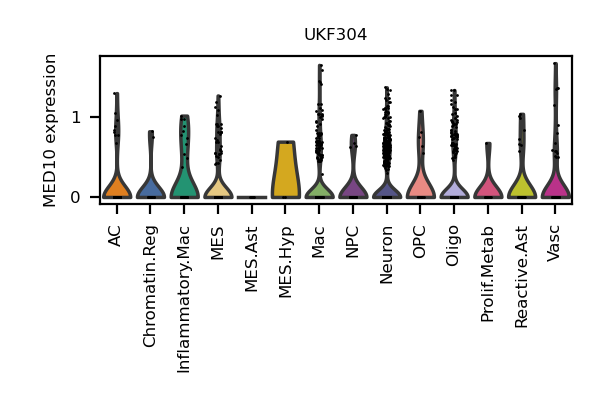 UKF304
MED10 expression
1
0
AC
Chromatin.Reg
Inflammatory.Mac
MES
MES.Ast
MES.Hyp
Mac
NPC
Neuron
OPC
Oligo
Prolif.Metab
Reactive.Ast
Vasc